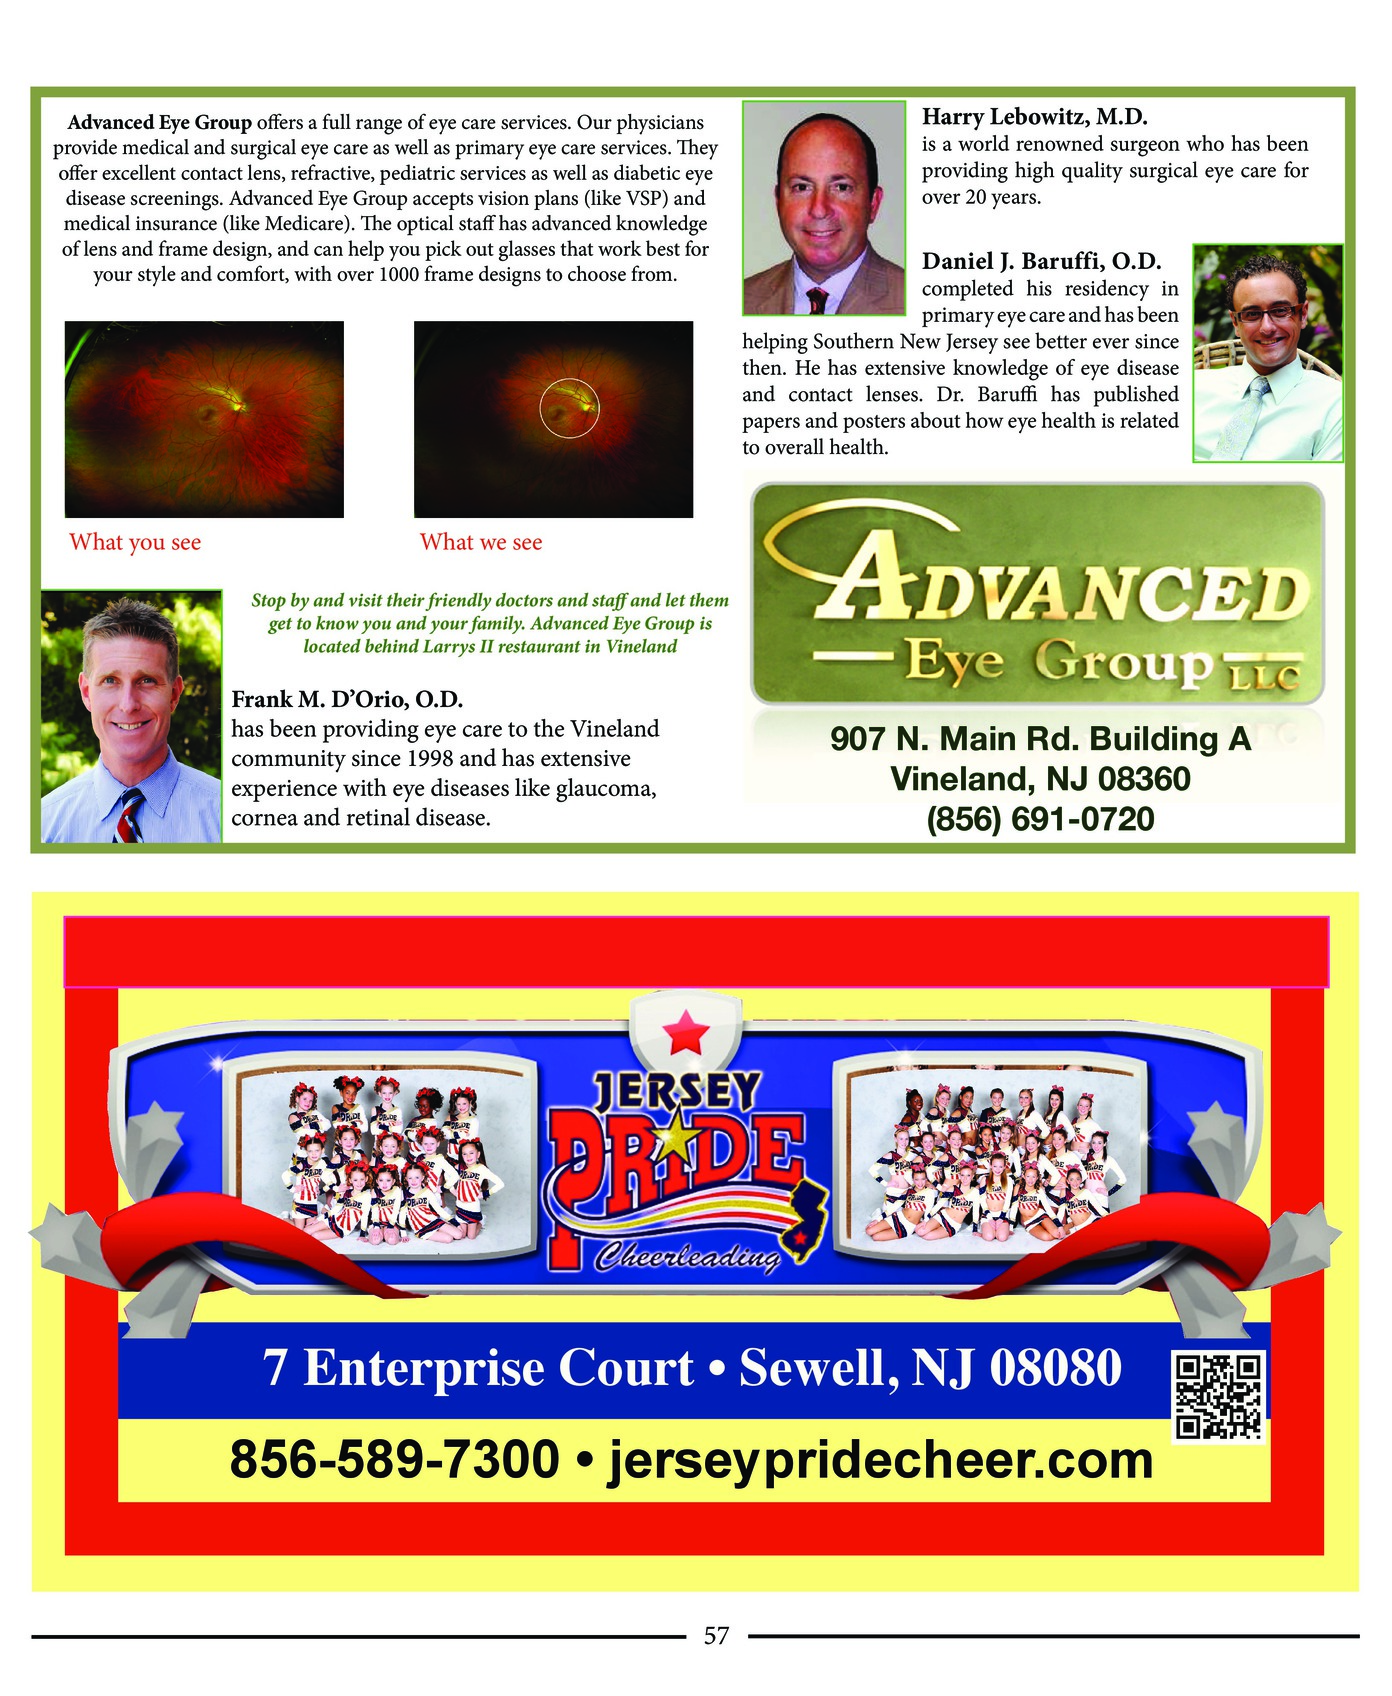 Advanced Eye Group offers a full range of eye care services. Our physicians
provide medical and surgical eye care as well as primary eye care services. They
offer excellent contact lens, refractive, pediatric services as well as diabetic eye
disease screenings. Advanced Eye Group accepts vision plans (like VSP) and
medical insurance (like Medicare). The optical staff has advanced knowledge
of lens and frame design, and can help you pick out glasses that work best for
your style and comfort, with over 1000 frame designs to choose from.
What you see
What we see
Stop by and visit their friendly doctors and staff and let them
get to know you and your family. Advanced Eye Group is
located behind Larrys II restaurant in Vineland
Frank M. D’Orio, O.D.
has been providing eye care to the Vineland
community since 1998 and has extensive
experience with eye diseases like glaucoma,
cornea and retinal disease.
Harry Lebowitz, M.D.
is a world renowned surgeon who has been
providing high quality surgical eye care for
over 20 years.
Daniel J. Baruffi, O.D.
completed his residency in
primary eye care and has been
helping Southern New Jersey see better ever since
then. He has extensive knowledge of eye disease
and contact lenses. Dr. Baruffi has published
papers and posters about how eye health is related
to overall health.
ADVANCED
Eye Group LLC
907 N. Main Rd. Building A
Vineland, NJ 08360
(856) 691-0720
JERSEY
PRIDE
Cheerleading
7 Enterprise Court • Sewell, NJ 08080
856-589-7300 • jerseypridecheer.com
57